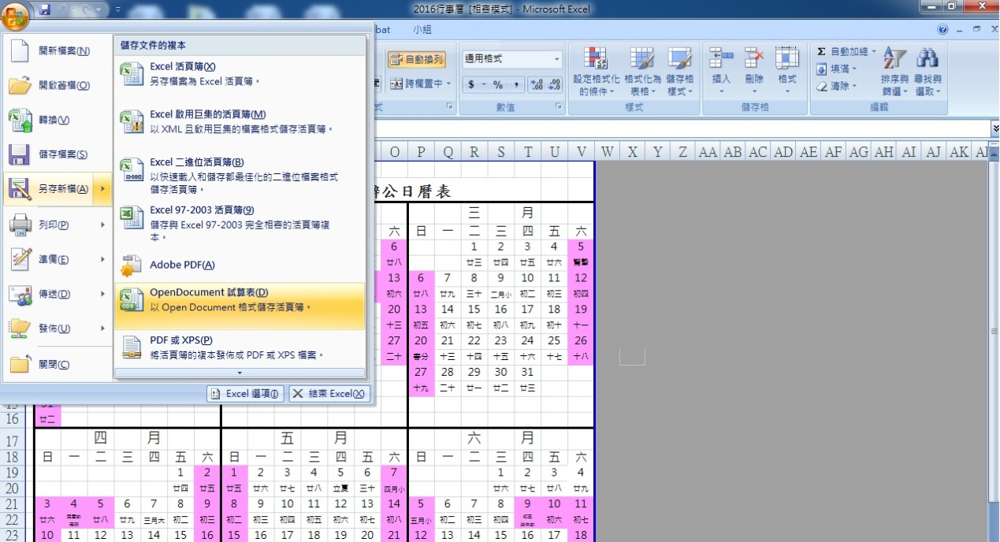 2016行事曆 [相容模式] - Microsoft Excel
bat 小組
開新檔案(N)
開啟舊檔(O)
轉換(V)
儲存檔案(S)
另存新檔(A)
列印(P)
準備(E)
傳送(D)
發佈(U)
關閉(C)
儲存文件的複本
Excel 活頁簿(X)
另存檔案為 Excel 活頁簿。
Excel 啟用巨集的活頁簿(M)
以 XML 且啟用巨集的檔案格式儲存活頁簿。
Excel 二進位活頁簿(B)
以快速載入和儲存都最佳化的二進位檔案格式
儲存活頁簿。
Excel 97-2003 活頁簿(9)
儲存與 Excel 97-2003 完全相容的活頁簿複
本。
Adobe PDF(A)
OpenDocument 試算表(D)
以 Open Document 格式儲存活頁簿。
PDF 或 XPS(P)
將活頁簿的複本發佈成 PDF 或 XPS 檔案。
Excel 選項(I) 結束 Excel(X)
自動換列
跨欄置中
式
通用格式
$ % ,
數值
設定格式化的條件 格式化為表格 儲存格樣式
樣式
插入 刪除 格式
儲存格
Σ 自動加總
填滿
清除
排序與篩選 尋找與選取
編輯
O P Q R S T U V W X Y Z AA AB AC AD AE AF AG AH AI AJ AK
公日曆表
三 月
六 日 一 二 三 四 五 六
6 1 2 3 4 5
廿八 廿三 廿四 廿五 廿六 驚蟄
13 6 7 8 9 10 11 12
初六 廿八 廿九 三十 二月小 初二 初三 初四
20 13 14 15 16 17 18 19
十三 初五 初六 初七 初八 初九 初十 十一
27 20 21 22 23 24 25 26
二十 春分 十三 十四 十五 十六 十七 十八
27 28 29 30 31
十九 二十 廿一 廿二 廿三
16 廿二
17 四 月 五 月 六 月
18 日 一 二 三 四 五 六 日 一 二 三 四 五 六 日 一 二 三 四 五 六
19 1 2 1 2 3 4 5 6 7 1 2 3 4
20 廿四 廿五 廿五 廿六 廿七 廿八 立夏 三十 四月小 廿六 廿七 廿八 廿九
21 3 4 5 6 7 8 9 8 9 10 11 12 13 14 5 6 7 8 9 10 11
22 廿六 廿八 廿九 三月大 初二 初三 初二 初三 初四 初五 初六 初七 初八 五月小 初二 初三 初四 初六 初七
23 10 11 12 13 14 15 16 15 16 17 18 19 20 21 12 13 14 15 16 17 18